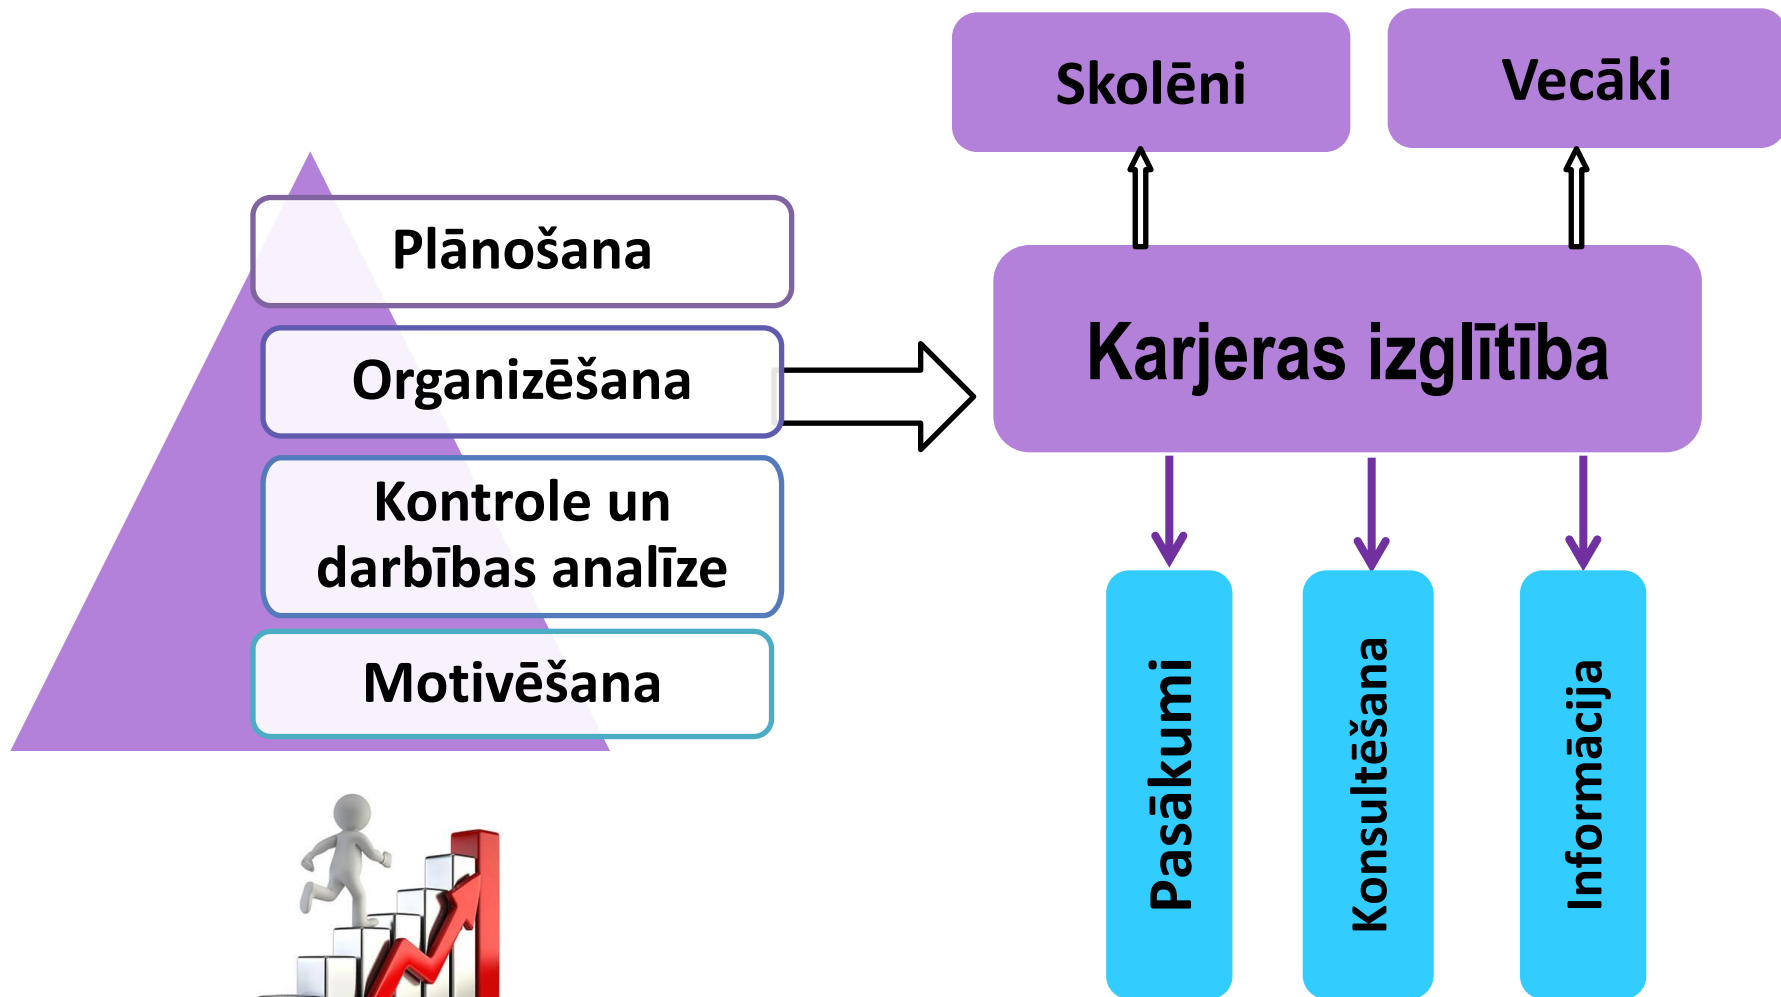 Skolēni
Vecāki
Plānošana
Organizēšana
Kontrole un
darbības analīze
Motivēšana
Karjeras izglītība
Pasākumi
Konsultēšana
Informācija